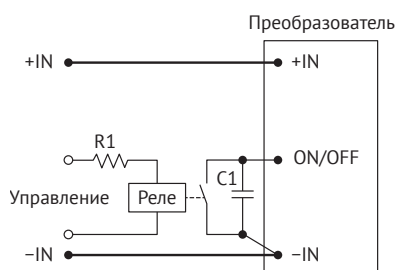 Преобразователь
+IN
+IN
R1
ON/OFF
C1
Управление
Реле
−IN
−IN